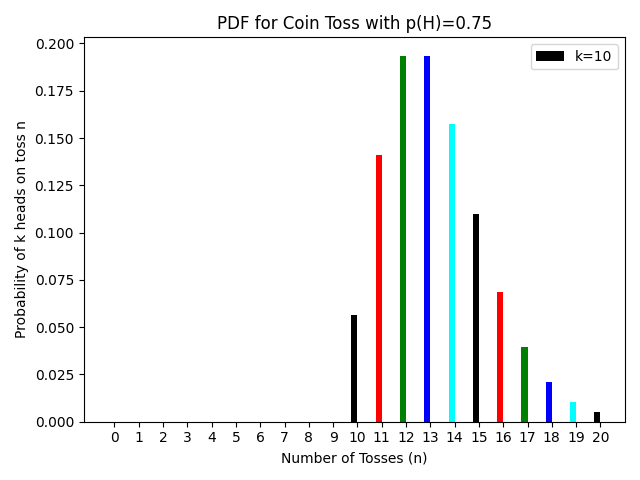 PDF for Coin Toss with p(H)=0.75
k=10
Probability of k heads on toss n
0.200
0.175
0.150
0.125
0.100
0.075
0.050
0.025
0.000
0 1 2 3 4 5 6 7 8 9 10 11 12 13 14 15 16 17 18 19 20
Number of Tosses (n)